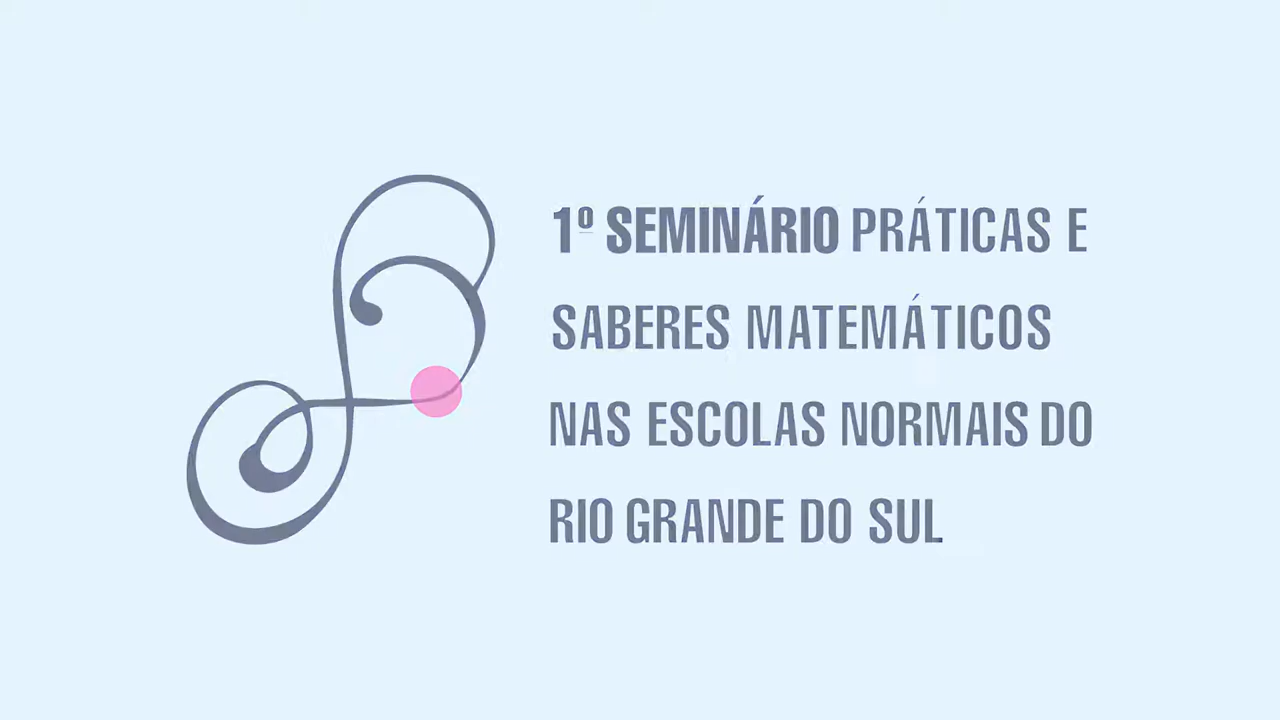 1º SEMINÁRIO PRÁTICAS E
SABERES MATEMÁTICOS
NAS ESCOLAS NORMAIS DO
RIO GRANDE DO SUL